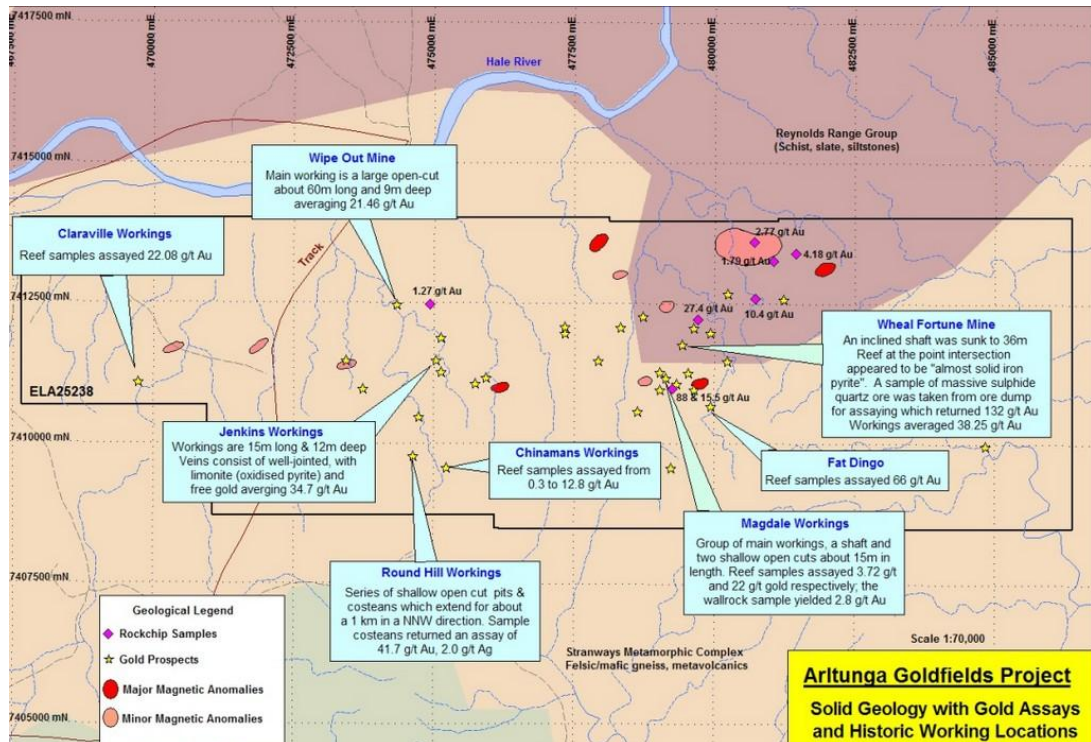 7417500 mN
467500 mE
470000 mE
472500 mE
475000 mE
477500 mE
480000 mE
482500 mE
485000 mE
Hale River
Reynolds Range Group
(Schist, slate, siltstones)
7415000 mN
Wipe Out Mine
Main working is a large open-cut
about 60m long and 9m deep
averaging 21.46 g/t Au
Claraville Workings
Reef samples assayed 22.08 g/t Au
Track
2.77 g/t Au
1.79 g/t Au
4.18 g/t Au
7412500 mN
1.27 g/t Au
10.4 g/t Au
27.4 g/t Au
Wheal Fortune Mine
An inclined shaft was sunk to 36m
Reef at the point intersection
appeared to be "almost solid iron
pyrite".  A sample of massive sulphide
quartz ore was taken from ore dump
for assaying which returned 132 g/t Au
Workings averaged 38.25 g/t Au
ELA25238
88 & 15.5 g/t Au
7410000 mN
Jenkins Workings
Workings are 15m long & 12m deep
Veins consist of well-jointed, with
limonite (oxidised pyrite) and
free gold averging 34.7 g/t Au
Chinamans Workings
Reef samples assayed from
0.3 to 12.8 g/t Au
Fat Dingo
Reef samples assayed 66 g/t Au
Magdale Workings
Group of main workings, a shaft and
two shallow open cuts about 15m in
length. Reef samples assayed 3.72 g/t
and 22 g/t gold respectively; the
wallrock sample yielded 2.8 g/t Au
Round Hill Workings
Series of shallow open cut  pits &
costeans which extend for about
a 1 km in a NNW direction. Sample
costeans returned an assay of
41.7 g/t Au, 2.0 g/t Ag
7407500 mN
Geological Legend
Rockchip Samples
Gold Prospects
Major Magnetic Anomalies
Minor Magnetic Anomalies
7405000 mN
Stranways Metamorphic Complex
Felsic/mafic gneiss, metavolcanics
Scale 1:70,000
Arltunga Goldfields Project
Solid Geology with Gold Assays
and Historic Working Locations